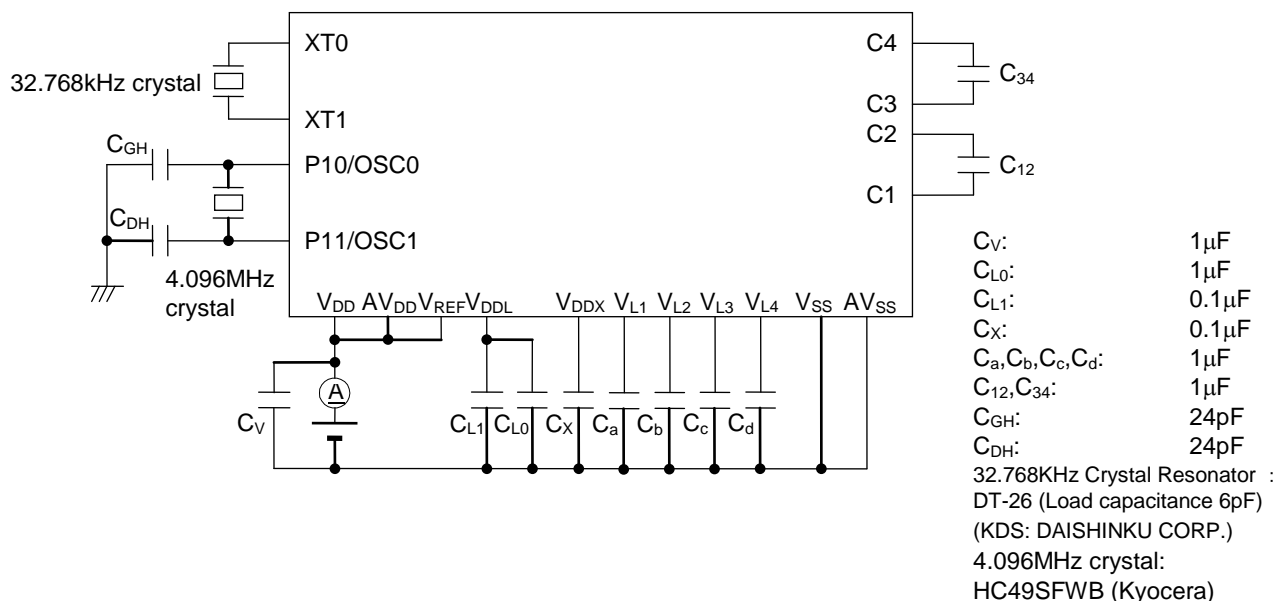 XT0
C4
32.768kHz crystal
C34
XT1
C3
C2
CGH
P10/OSC0
C12
C1
CDH
P11/OSC1
4.096MHz
crystal
VDD AVDD VREF VDDL VDDX VL1 VL2 VL3 VL4 VSS AVSS
A
CV CL1 CL0 CX Ca Cb Cc Cd
CV: 1μF
CL0: 1μF
CL1: 0.1μF
CX: 0.1μF
Ca,Cb,Cc,Cd: 1μF
C12,C34: 1μF
CGH: 24pF
CDH: 24pF
32.768KHz Crystal Resonator :
DT-26 (Load capacitance 6pF)
(KDS: DAISHINKU CORP.)
4.096MHz crystal:
HC49SFWB (Kyocera)